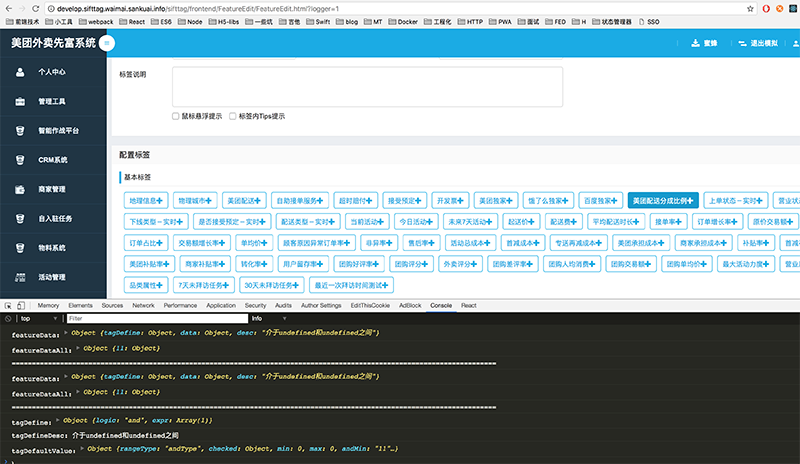 develop.sifttag.waimai.sankuai.info/sifttag/frontend/FeatureEdit/FeatureEdit.htm?logger=1
前端技术 小工具 webpack React ES6 Node H5-libs 一些坑 其他 Swift blog MT Docker 工程化 HTTP PWA 面试 FED H 状态管理器 SSO
美团外卖先富系统 蜜蜂 退出模拟
个人中心
管理工具
智能作战平台
CRM系统
商家管理
自入驻任务
物料系统
活动管理
标签说明
鼠标悬浮提示 标签内Tips提示
配置标签
基本标签
地理信息+ 物理城市+ 美团配送+ 自助接单服务+ 超时赔付+ 接受预定+ 开发票+ 美团独家+ 饿了么独家+ 百度独家+ 美团配送分成比例+ 上单状态-实时+ 营业状
下线类型-实时+ 是否接受预定-实时+ 配送类型-实时+ 当前活动+ 今日活动+ 未来7天活动+ 起送价+ 配送费+ 平均配送时长+ 接单率+ 订单增长率+ 原价交易额
订单占比+ 交易额增长率+ 单均价+ 顾客原因异常订单率+ 非异率+ 售罄率+ 活动总成本+ 首减成本+ 专送再减成本+ 美团承担成本+ 商家承担成本+ 补贴率+ 首减
美团补贴率+ 商家补贴率+ 转化率+ 用户留存率+ 团购好评率+ 团购评分+ 外卖评分+ 团购差评率+ 团购人均消费+ 团购交易额+ 团购单均价+ 最大活动力度+ 营业
品类属性+ 7天未拜访任务+ 30天未拜访任务+ 最近一次拜访时间测试+
Memory Elements Sources Network Performance Application Security Audits Author Settings EditThisCookie AdBlock Console React
top Filter Info
featureData: Object {tagDefine: Object, data: Object, desc: "介于undefined和undefined之间"}
featureDataAll: Object {11: Object}
featureData: Object {tagDefine: Object, data: Object, desc: "介于undefined和undefined之间"}
featureDataAll: Object {11: Object}
tagDefine: Object {logic: "and", expr: Array(1)}
tagDefineDesc: 介于undefined和undefined之间
tagDefaultValue: Object {rangeType: "andType", checked: Object, min: 0, max: 0, andMin: "11"…}